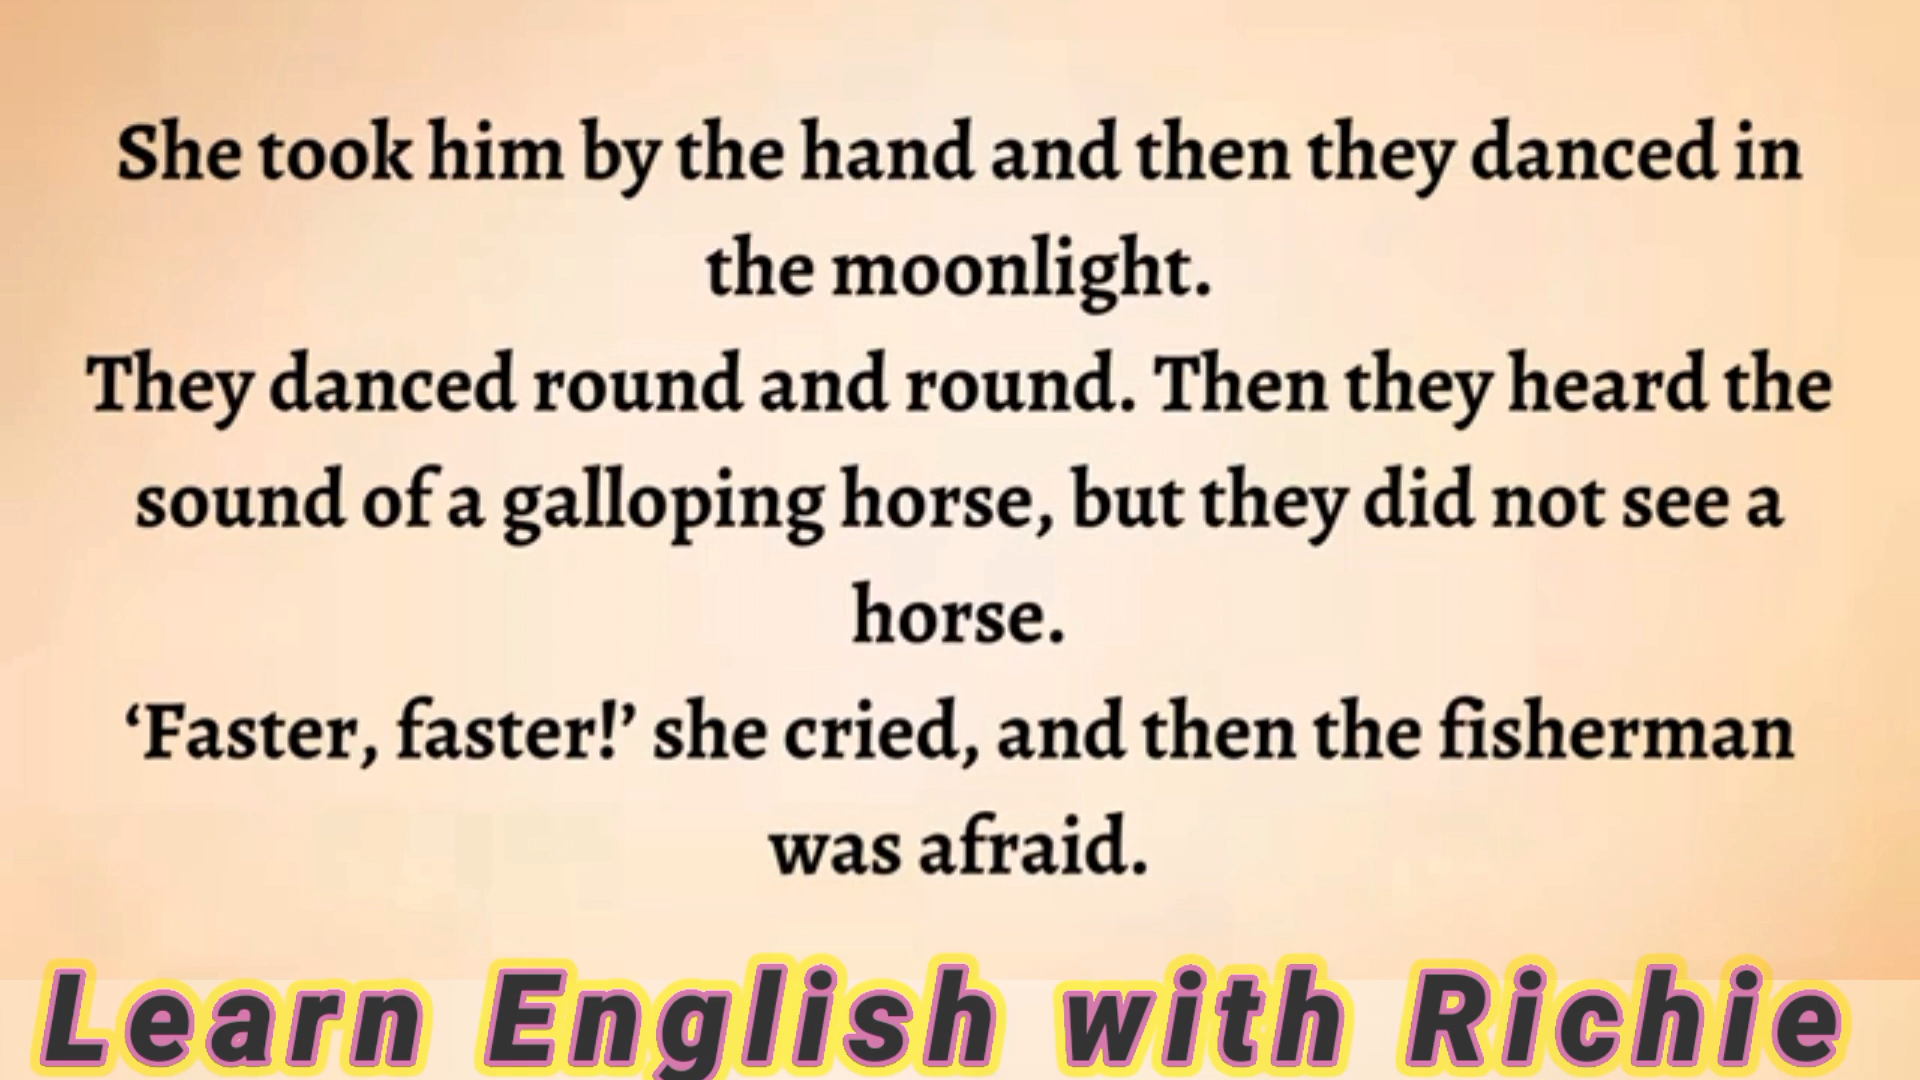 She took him by the hand and then they danced in
the moonlight.
They danced round and round. Then they heard the
sound of a galloping horse, but they did not see a
horse.
‘Faster, faster!’ she cried, and then the fisherman
was afraid.
Learn English with Richie